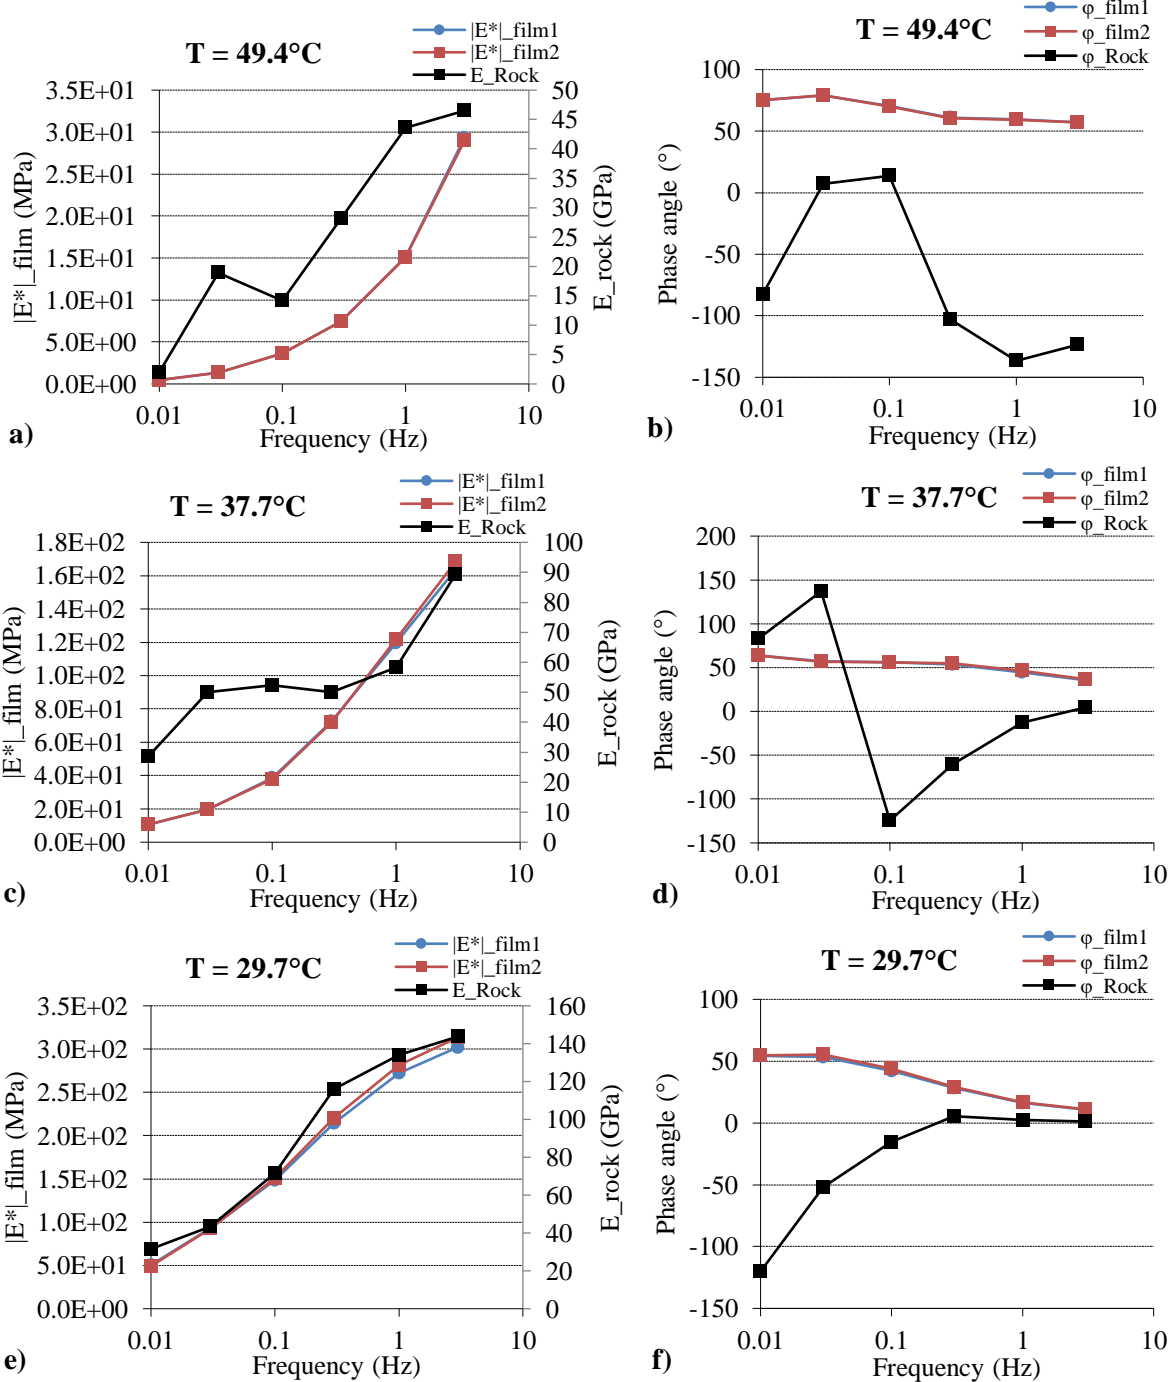 |E*|_film1
|E*|_film2
E_Rock
T = 49.4°C
3.5E+01
3.0E+01
2.5E+01
2.0E+01
1.5E+01
1.0E+01
5.0E+00
0.0E+00
|E*|_film (MPa)
50
45
40
35
30
25
20
15
10
5
0
E_rock (GPa)
0.01 0.1 1 10
Frequency (Hz)
a)
φ_film1
φ_film2
φ_Rock
T = 49.4°C
100
50
0
-50
-100
-150
Phase angle (°)
0.01 0.1 1 10
Frequency (Hz)
b)
|E*|_film1
|E*|_film2
E_Rock
T = 37.7°C
1.8E+02
1.6E+02
1.4E+02
1.2E+02
1.0E+02
8.0E+01
6.0E+01
4.0E+01
2.0E+01
0.0E+00
|E*|_film (MPa)
100
90
80
70
60
50
40
30
20
10
0
E_rock (GPa)
0.01 0.1 1 10
Frequency (Hz)
c)
φ_film1
φ_film2
φ_Rock
T = 37.7°C
200
150
100
50
0
-50
-100
-150
Phase angle (°)
0.01 0.1 1 10
Frequency (Hz)
d)
|E*|_film1
|E*|_film2
E_Rock
T = 29.7°C
3.5E+02
3.0E+02
2.5E+02
2.0E+02
1.5E+02
1.0E+02
5.0E+01
0.0E+00
|E*|_film (MPa)
160
140
120
100
80
60
40
20
0
E_rock (GPa)
0.01 0.1 1 10
Frequency (Hz)
e)
φ_film1
φ_film2
φ_Rock
T = 29.7°C
100
50
0
-50
-100
-150
Phase angle (°)
0.01 0.1 1 10
Frequency (Hz)
f)